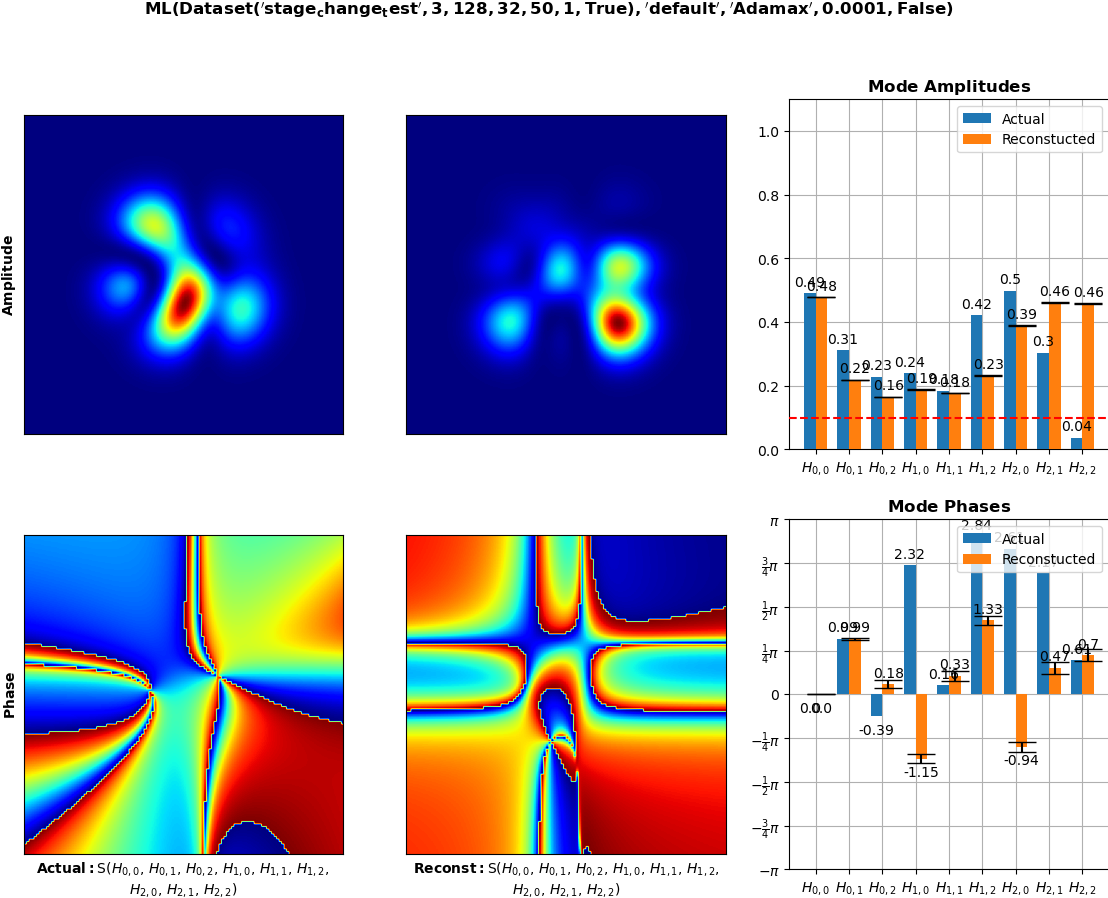 ML(Dataset('stage_change_test', 3, 128, 32, 50, 1, True), 'default', 'Adamax', 0.0001, False)
Amplitude
Mode Amplitudes
Actual
Reconstucted
1.0
0.8
0.6
0.4
0.2
0.0
0.49
0.48
0.31
0.22
0.23
0.16
0.24
0.19
0.18
0.18
0.42
0.23
0.5
0.39
0.3
0.46
0.04
0.46
H0,0 H0,1 H0,2 H1,0 H1,1 H1,2 H2,0 H2,1 H2,2
Phase
Mode Phases
Actual
Reconstucted
π
3/4π
1/2π
1/4π
0
−1/4π
−1/2π
−3/4π
−π
0.0
0.0
0.99
0.99
-0.39
0.18
2.32
-1.15
0.16
0.33
2.84
1.33
-0.94
0.47
0.61
0.7
H0,0 H0,1 H0,2 H1,0 H1,1 H1,2 H2,0 H2,1 H2,2
Actual: S(H0,0, H0,1, H0,2, H1,0, H1,1, H1,2,
H2,0, H2,1, H2,2)
Reconst: S(H0,0, H0,1, H0,2, H1,0, H1,1, H1,2,
H2,0, H2,1, H2,2)